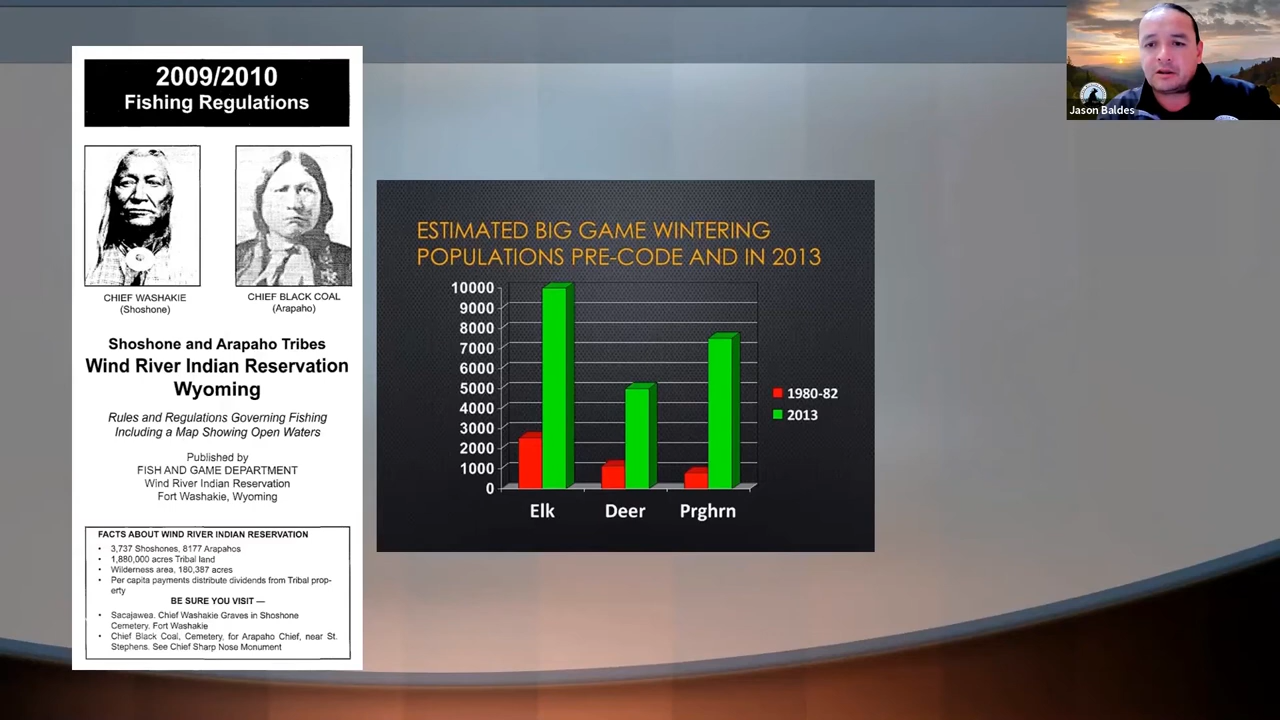 2009/2010
Fishing Regulations
CHIEF WASHAKIE
(Shoshone)
CHIEF BLACK COAL
(Arapaho)
Shoshone and Arapaho Tribes
Wind River Indian Reservation
Wyoming
Rules and Regulations Governing Fishing
Including a Map Showing Open Waters
Published by
FISH AND GAME DEPARTMENT
Wind River Indian Reservation
Fort Washakie, Wyoming
FACTS ABOUT WIND RIVER INDIAN RESERVATION
• 3,737 Shoshones, 8177 Arapahos
• 1,880,000 acres Tribal land
• Wilderness area, 180,387 acres
• Per capita payments distribute dividends from Tribal prop-
erty
BE SURE YOU VISIT —
• Sacajawea. Chief Washakie Graves in Shoshone
Cemetery. Fort Washakie
• Chief Black Coal, Cemetery, for Arapaho Chief, near St.
Stephens. See Chief Sharp Nose Monument
ESTIMATED BIG GAME WINTERING
POPULATIONS PRE-CODE AND IN 2013
10000
9000
8000
7000
6000
5000
4000
3000
2000
1000
0
Elk Deer Prghrn
1980-82
2013
Jason Baldes